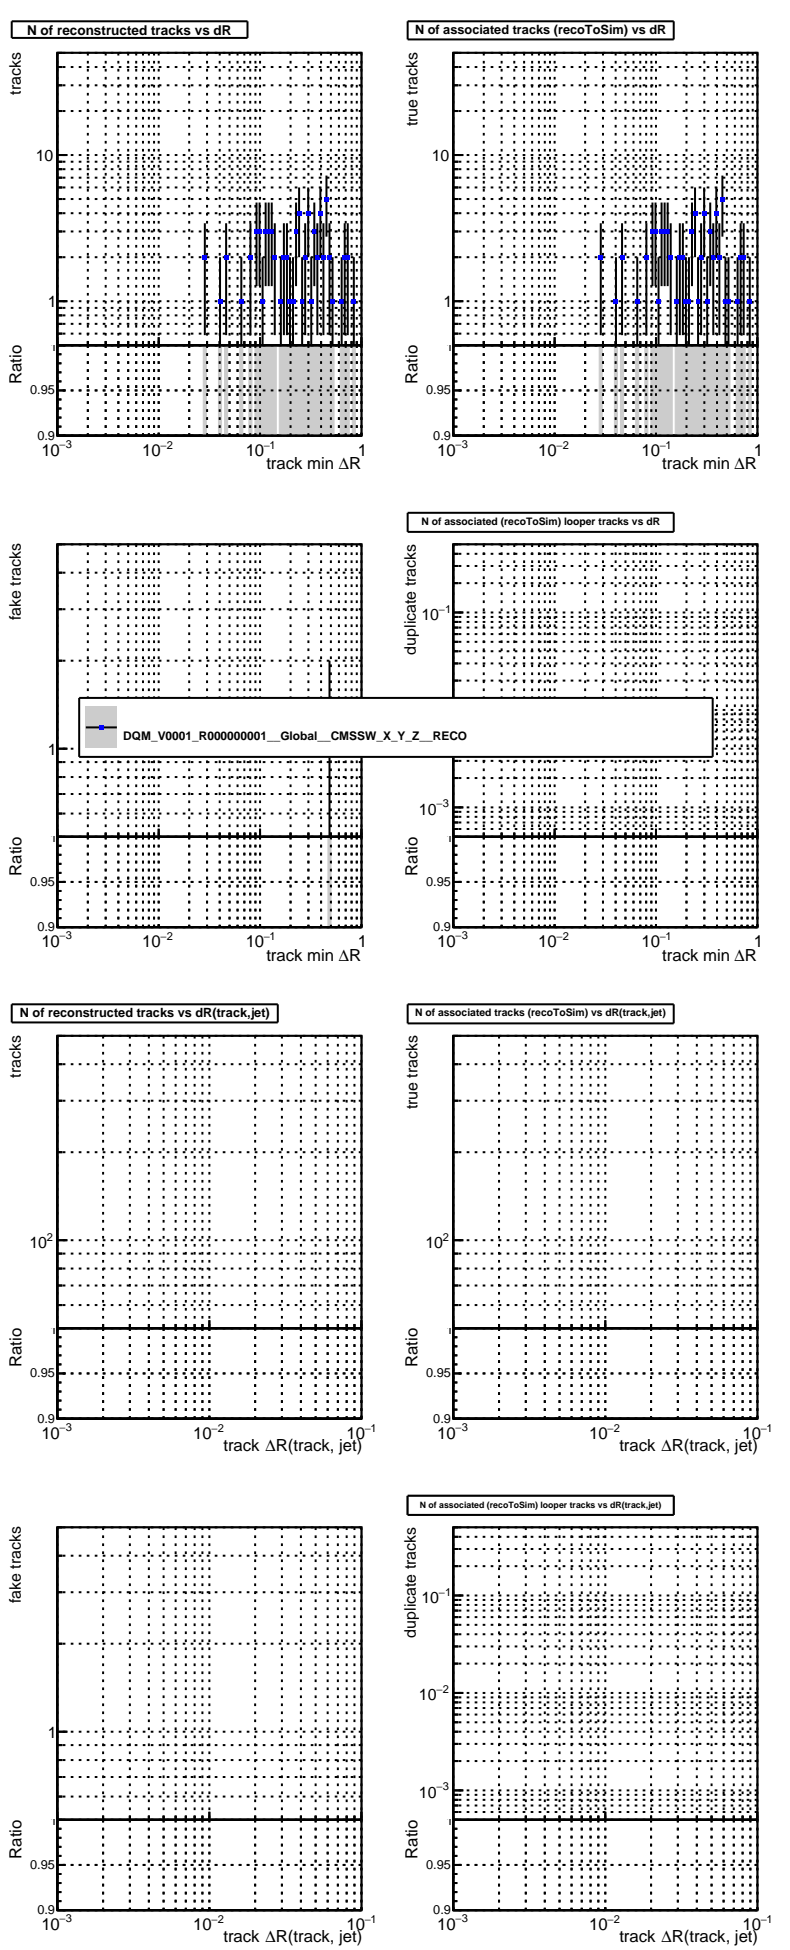 N of reconstructed tracks vs dR
tracks
10
1
Ratio
1
0.95
0.9
10⁻³ 10⁻² 10⁻¹ 1
track min ΔR
N of associated tracks (recoToSim) vs dR
true tracks
10
1
Ratio
1
0.95
0.9
10⁻³ 10⁻² 10⁻¹ 1
track min ΔR
fake tracks
1
Ratio
1
0.95
0.9
10⁻³ 10⁻² 10⁻¹ 1
track min ΔR
N of associated (recoToSim) looper tracks vs dR
duplicate tracks
10⁻¹
10⁻³
Ratio
1
0.95
0.9
10⁻³ 10⁻² 10⁻¹ 1
track min ΔR
DQM_V0001_R000000001__Global__CMSSW_X_Y_Z__RECO
N of reconstructed tracks vs dR(track,jet)
tracks
10²
Ratio
1
0.95
0.9
10⁻³ 10⁻² 10⁻¹
track ΔR(track, jet)
N of associated tracks (recoToSim) vs dR(track,jet)
true tracks
10²
Ratio
1
0.95
0.9
10⁻³ 10⁻² 10⁻¹
track ΔR(track, jet)
fake tracks
1
Ratio
1
0.95
0.9
10⁻³ 10⁻² 10⁻¹
track ΔR(track, jet)
N of associated (recoToSim) looper tracks vs dR(track,jet)
duplicate tracks
10⁻¹
10⁻²
10⁻³
Ratio
1
0.95
0.9
10⁻³ 10⁻² 10⁻¹
track ΔR(track, jet)